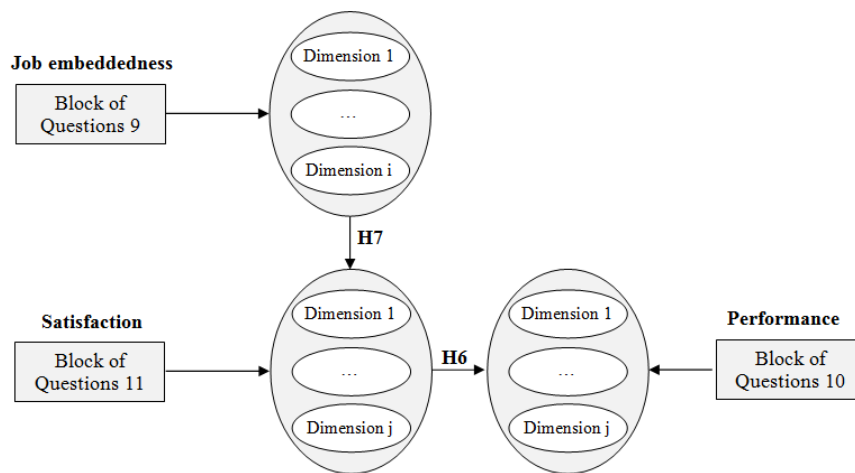 Dimension 1
Job embeddedness
Block of
Questions 9
...
Dimension i
H7
Satisfaction
Dimension 1
Dimension 1
Performance
Block of
Questions 11
...
H6
...
Block of
Questions 10
Dimension j
Dimension j